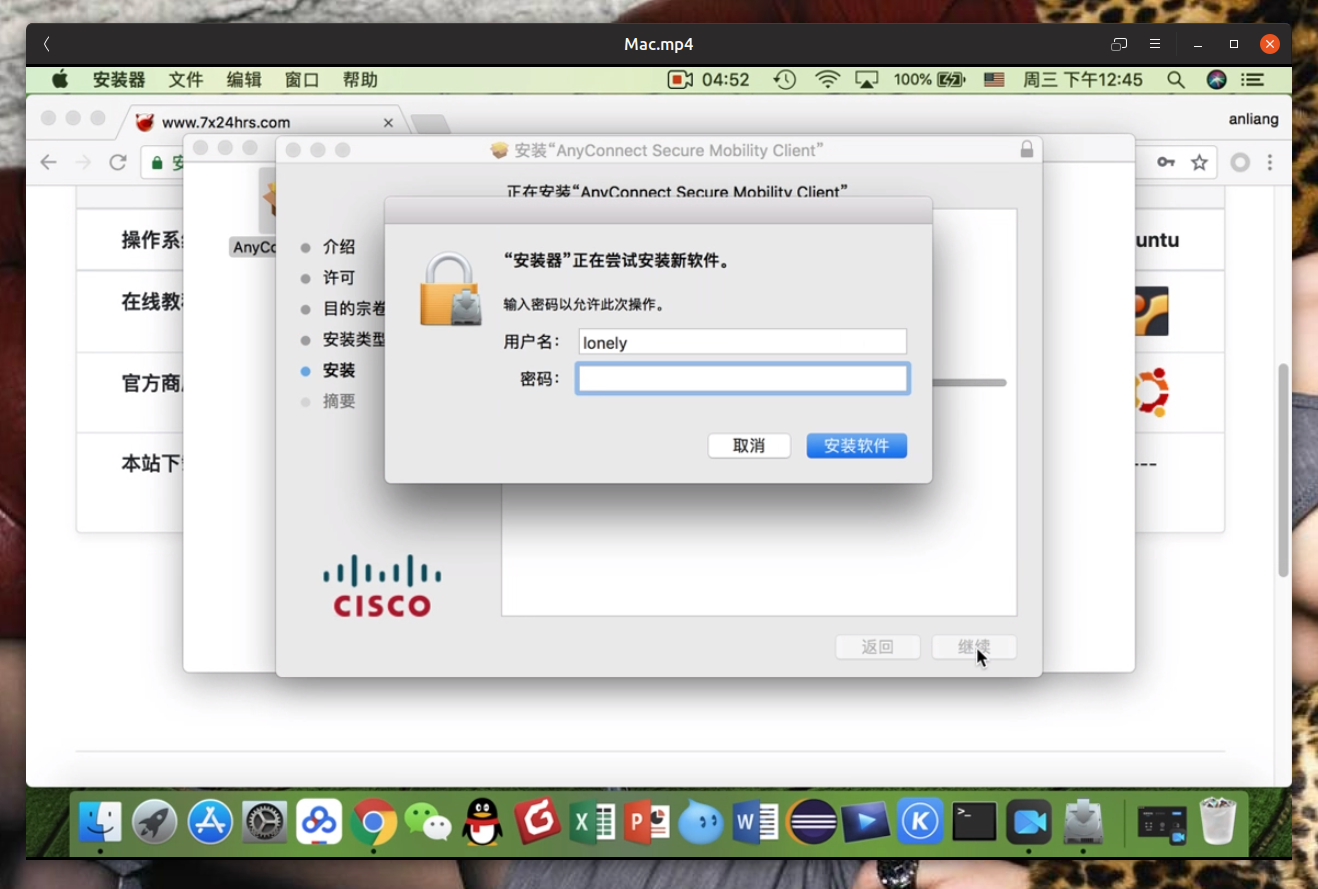 Mac.mp4
安装器 文件 编辑 窗口 帮助 04:52 100% 周三 下午12:45
www.7x24hrs.com
anliang
安装“AnyConnect Secure Mobility Client”
正在安装“AnyConnect Secure Mobility Client”
操作系
AnyCo
untu
介绍
许可
目的宗卷
安装类型
安装
摘要
在线教
官方商
本站下
---
“安装器”正在尝试安装新软件。
输入密码以允许此次操作。
用户名: lonely
密码:
取消 安装软件
CISCO
返回 继续